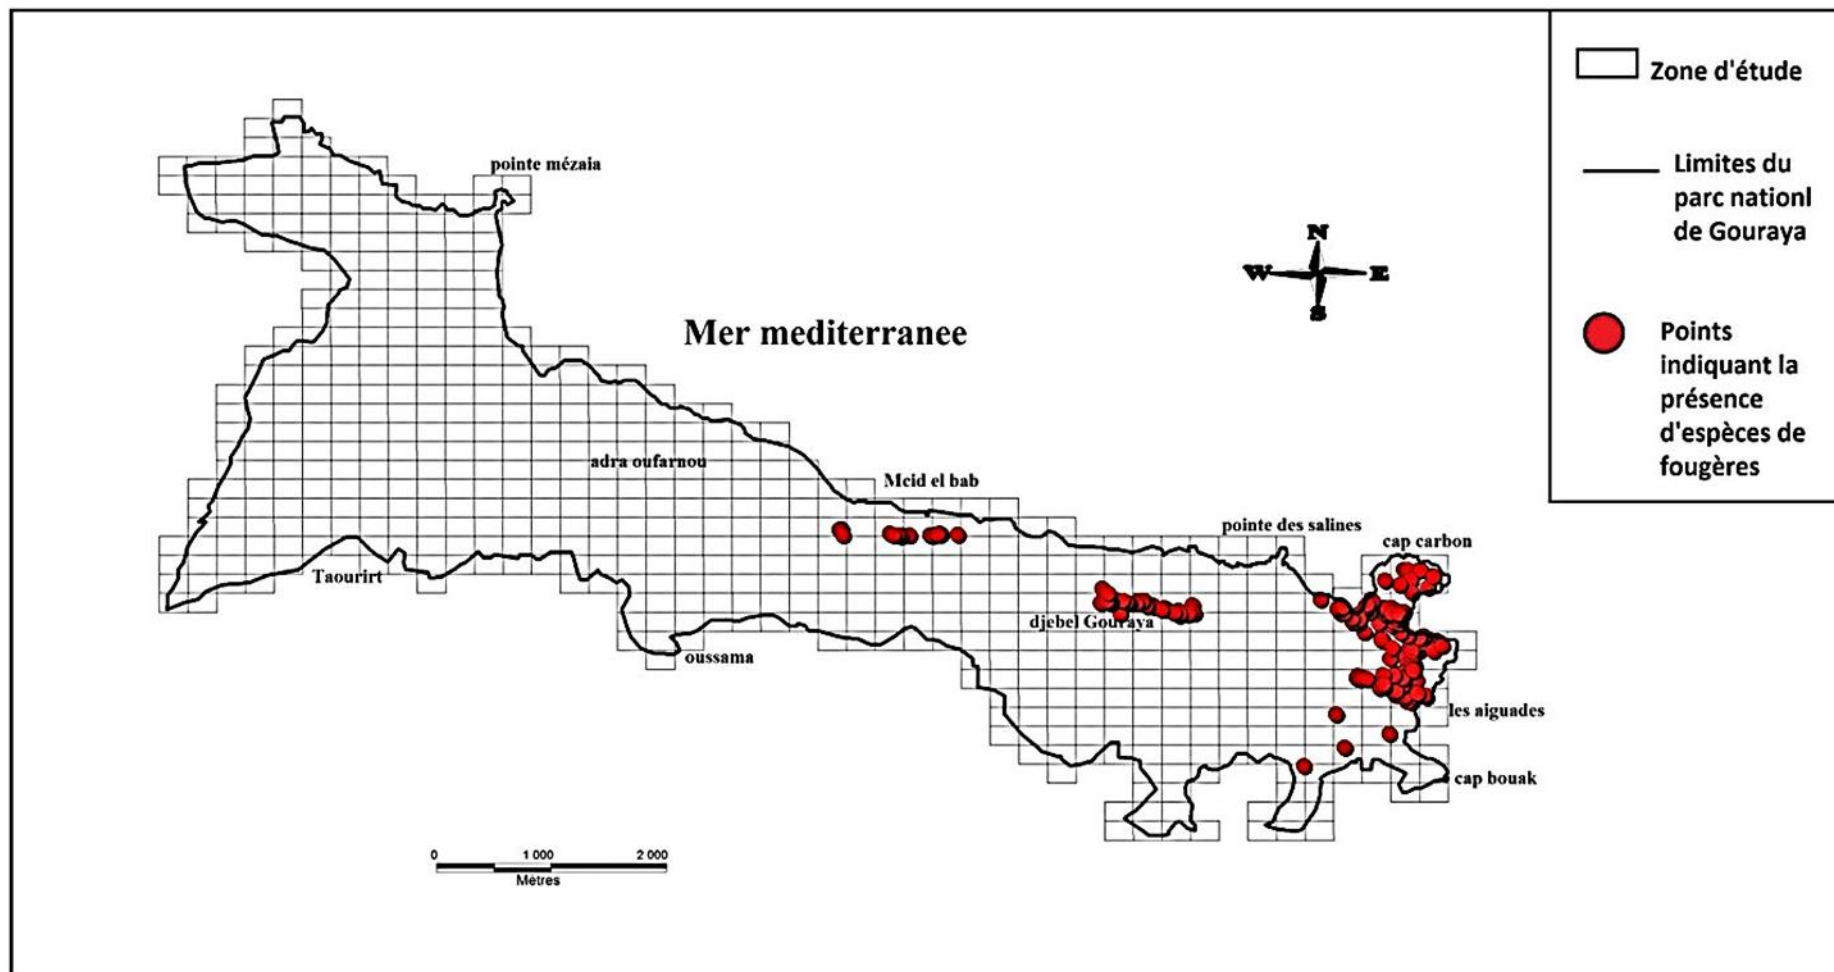 pointe mézaia
N
W
E
S
Mer mediterranee
adra oufarnou
Mcid el bab
pointe des salines
cap carbon
Taourirt
djebel Gouraya
oussama
les aiguades
cap bouak
0 1 000 2 000
Mètres
Zone d'étude
Limites du
parc nationl
de Gouraya
Points
indiquant la
présence
d'espèces de
fougères